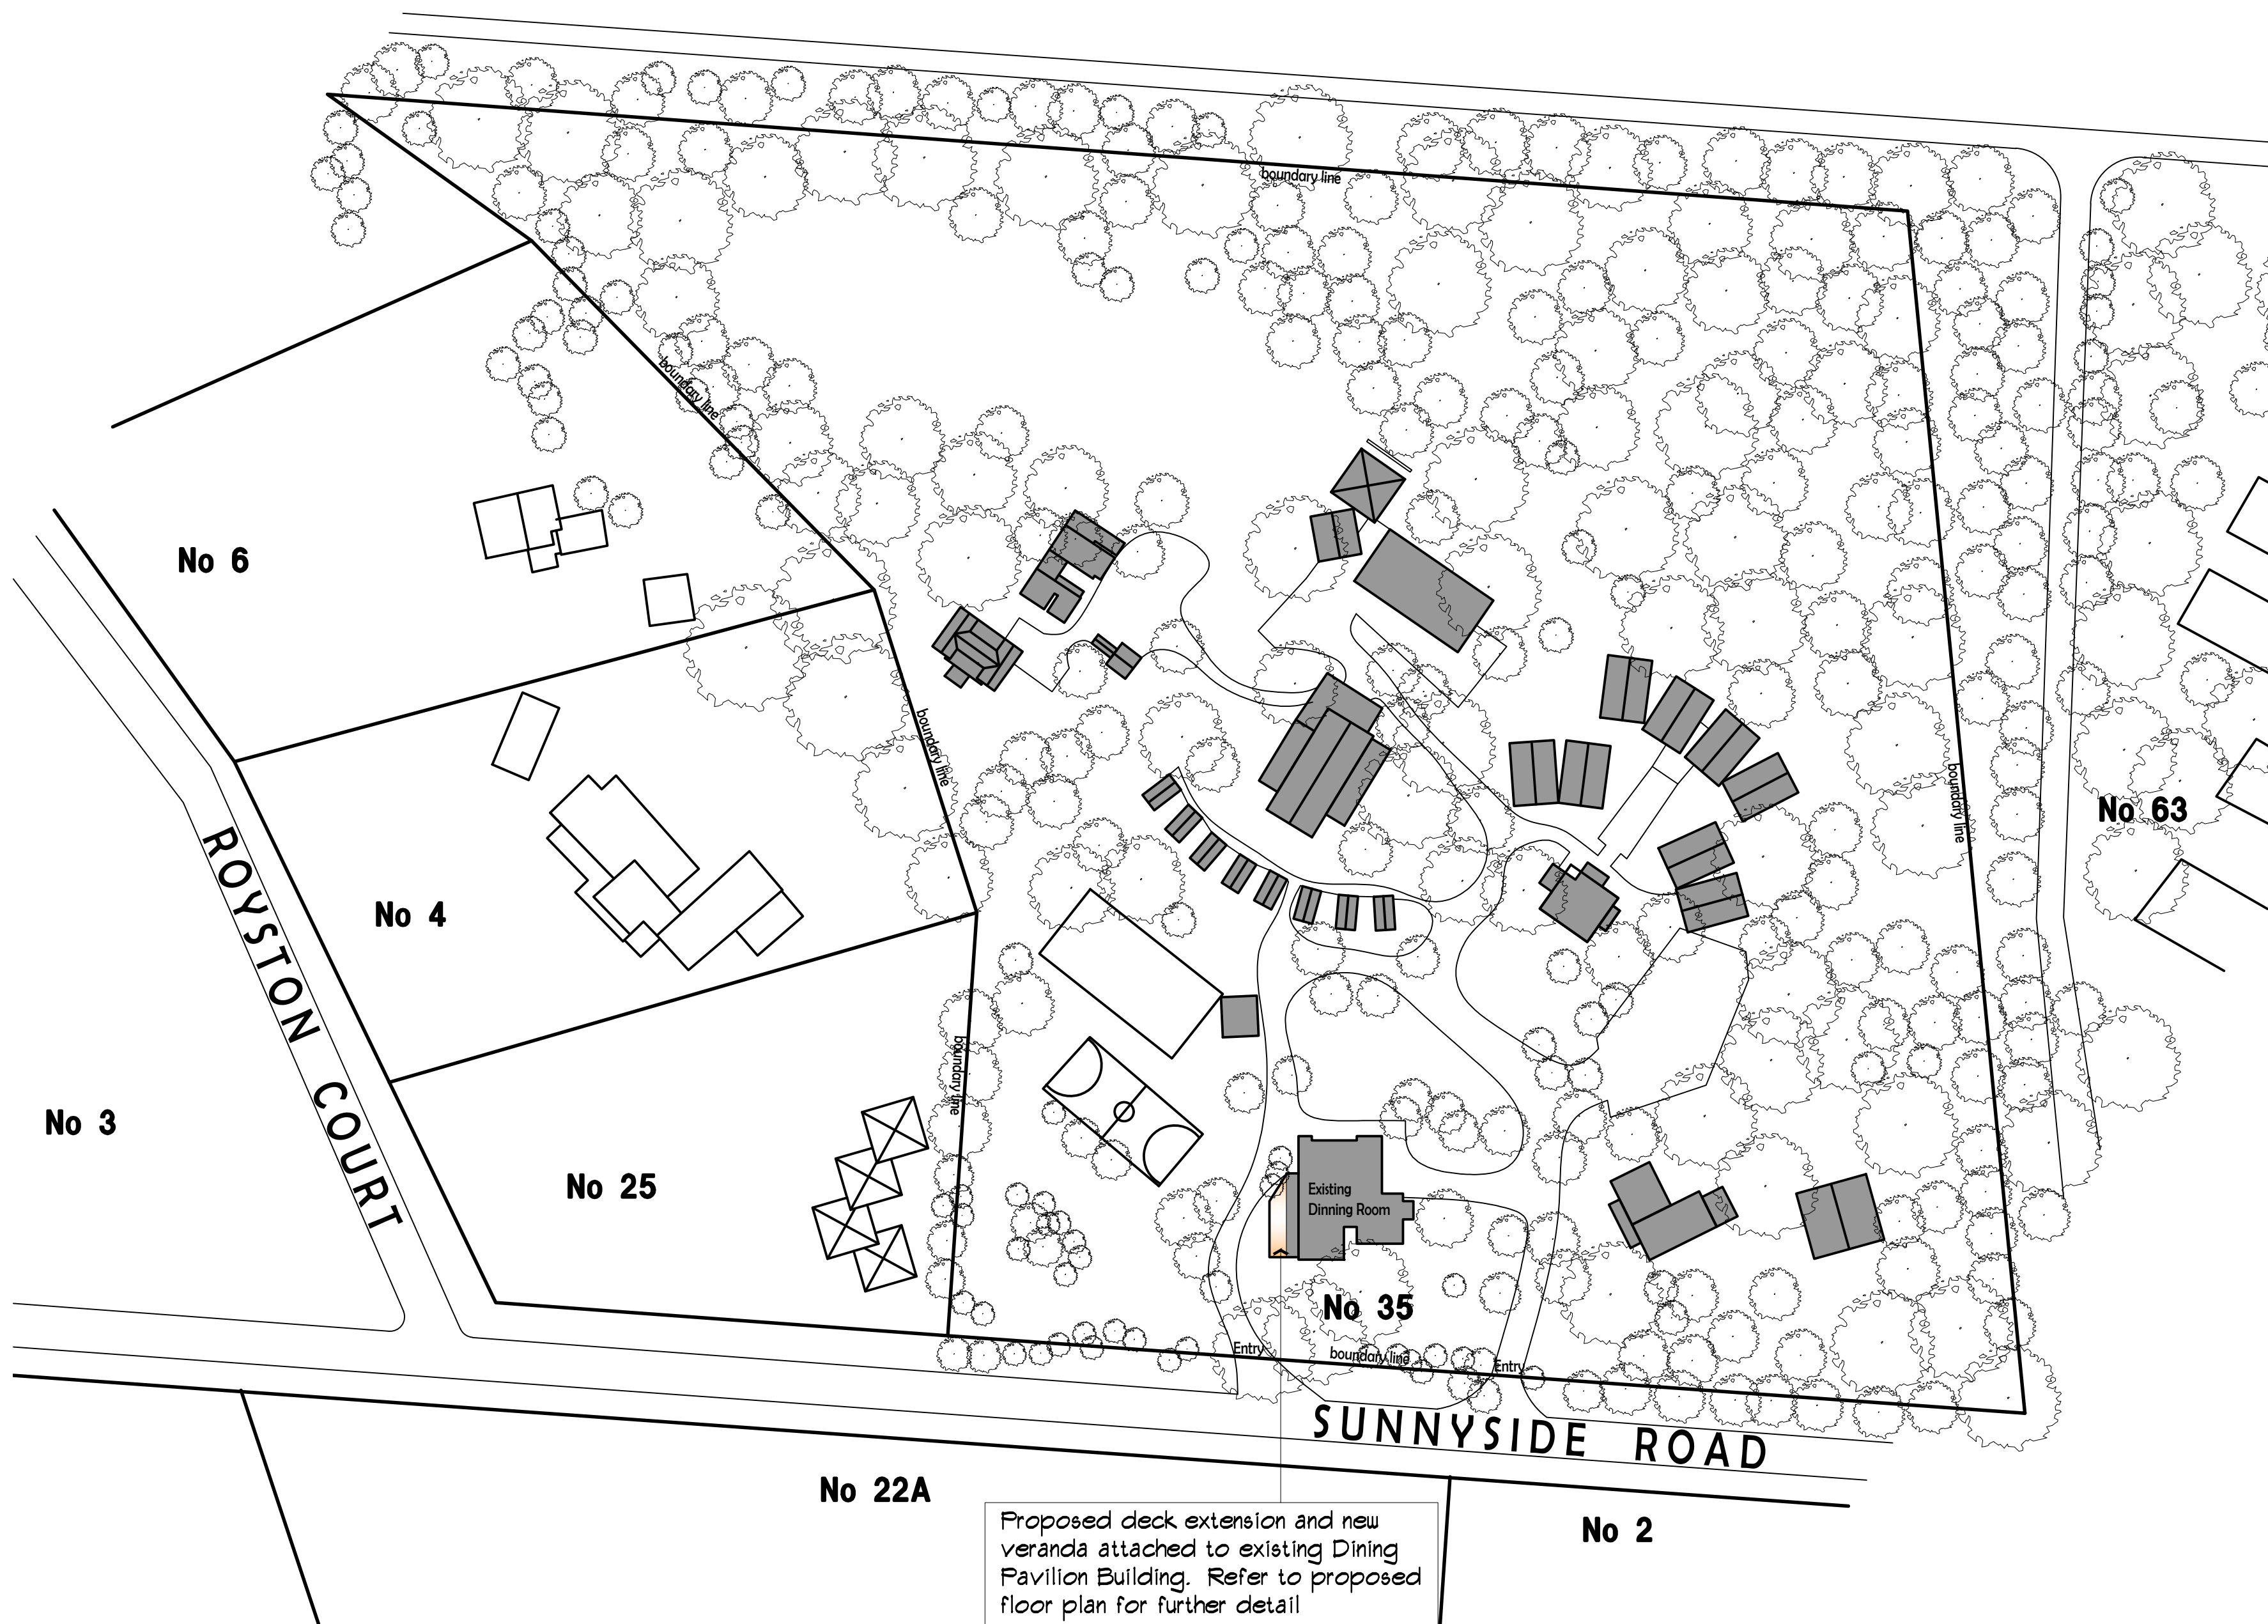 boundary line
boundary line
No 6
boundary line
boundary line
No 63
ROYSTON COURT
No 4
boundary line
No 3
No 25
Existing
Dinning Room
No 35
Entry
boundary line
Entry
SUNNYSIDE ROAD
No 22A
Proposed deck extension and new
veranda attached to existing Dining
Pavilion Building. Refer to proposed
floor plan for further detail
No 2